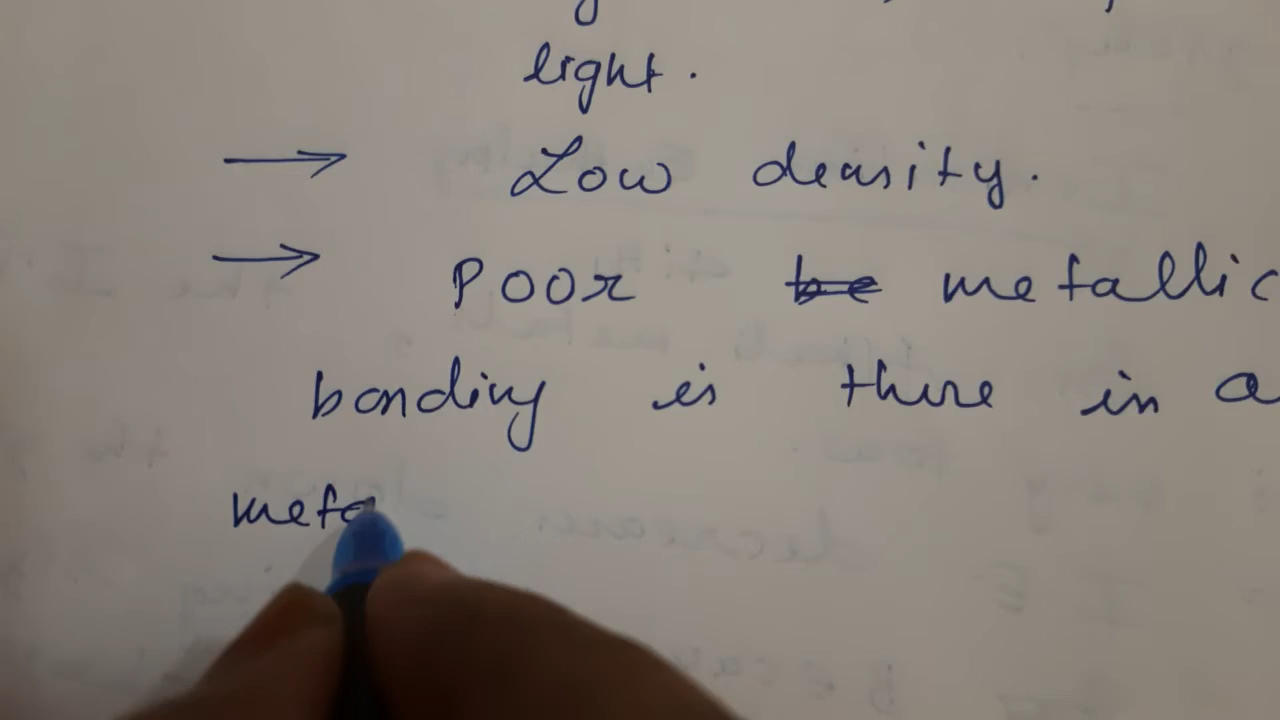 light.
→ Low density.
→ Poor be metallic
bonding is there in a
meta